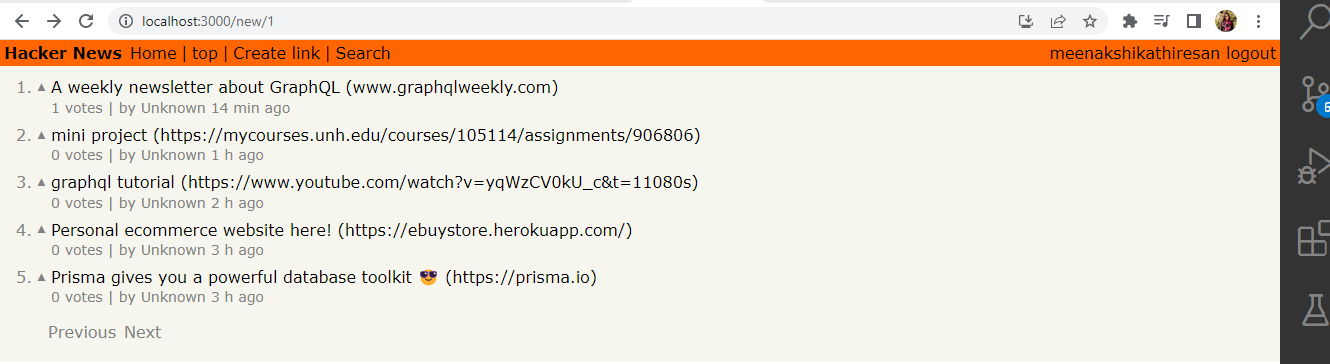 localhost:3000/new/1
Hacker News Home | top | Create link | Search meenakshikathiresan logout
1. ▲ A weekly newsletter about GraphQL (www.graphqlweekly.com)
1 votes | by Unknown 14 min ago
2. ▲ mini project (https://mycourses.unh.edu/courses/105114/assignments/906806)
0 votes | by Unknown 1 h ago
3. ▲ graphql tutorial (https://www.youtube.com/watch?v=yqWzCV0kU_c&t=11080s)
0 votes | by Unknown 2 h ago
4. ▲ Personal ecommerce website here! (https://ebuystore.herokuapp.com/)
0 votes | by Unknown 3 h ago
5. ▲ Prisma gives you a powerful database toolkit 😎 (https://prisma.io)
0 votes | by Unknown 3 h ago
Previous Next